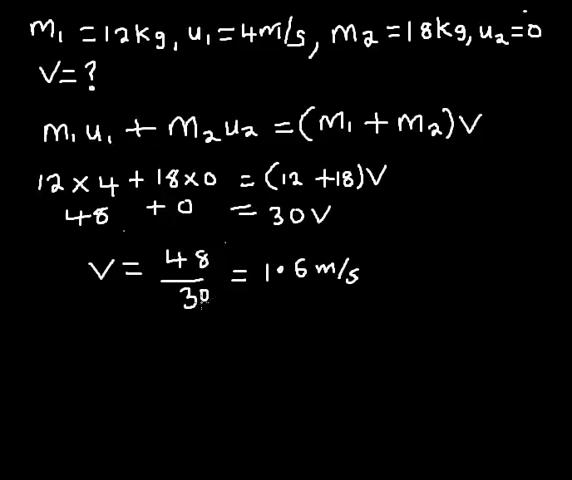 m₁ = 12kg, u₁ = 4m/s, m₂ = 18kg, u₂ = 0
V = ?
m₁u₁ + m₂u₂ = (m₁ + m₂)V
12 × 4 + 18 × 0 = (12 + 18)V
48 + 0 = 30V
V = 48/30 = 1.6 m/s